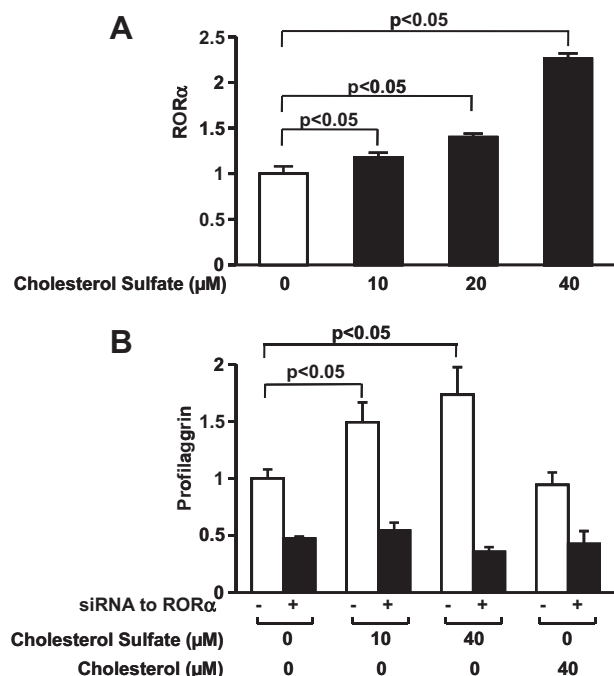 A
p<0.05
p<0.05
p<0.05
RORα
2.5
2
1.5
1
0.5
0
Cholesterol Sulfate (µM) 0 10 20 40
B
p<0.05
p<0.05
Profilaggrin
2
1.5
1
0.5
0
siRNA to RORα - + - + - + - +
Cholesterol Sulfate (µM) 0 10 40 0
Cholesterol (µM) 0 0 0 40